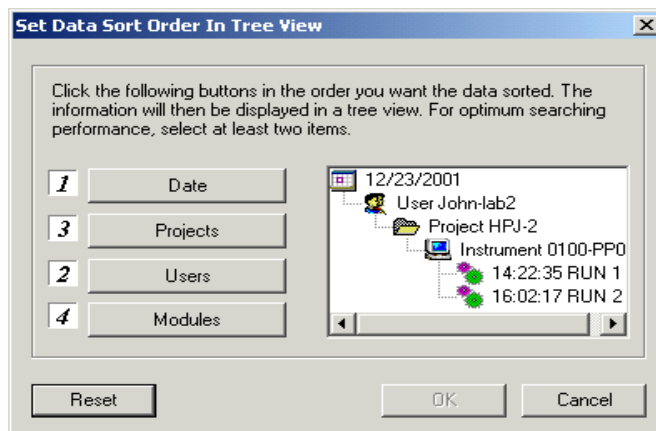 Set Data Sort Order In Tree View
Click the following buttons in the order you want the data sorted. The
information will then be displayed in a tree view. For optimum searching
performance, select at least two items.
1 Date
3 Projects
2 Users
4 Modules
12/23/2001
User John-lab2
Project HPJ-2
Instrument 0100-PP0
14:22:35 RUN 1
16:02:17 RUN 2
Reset
OK
Cancel